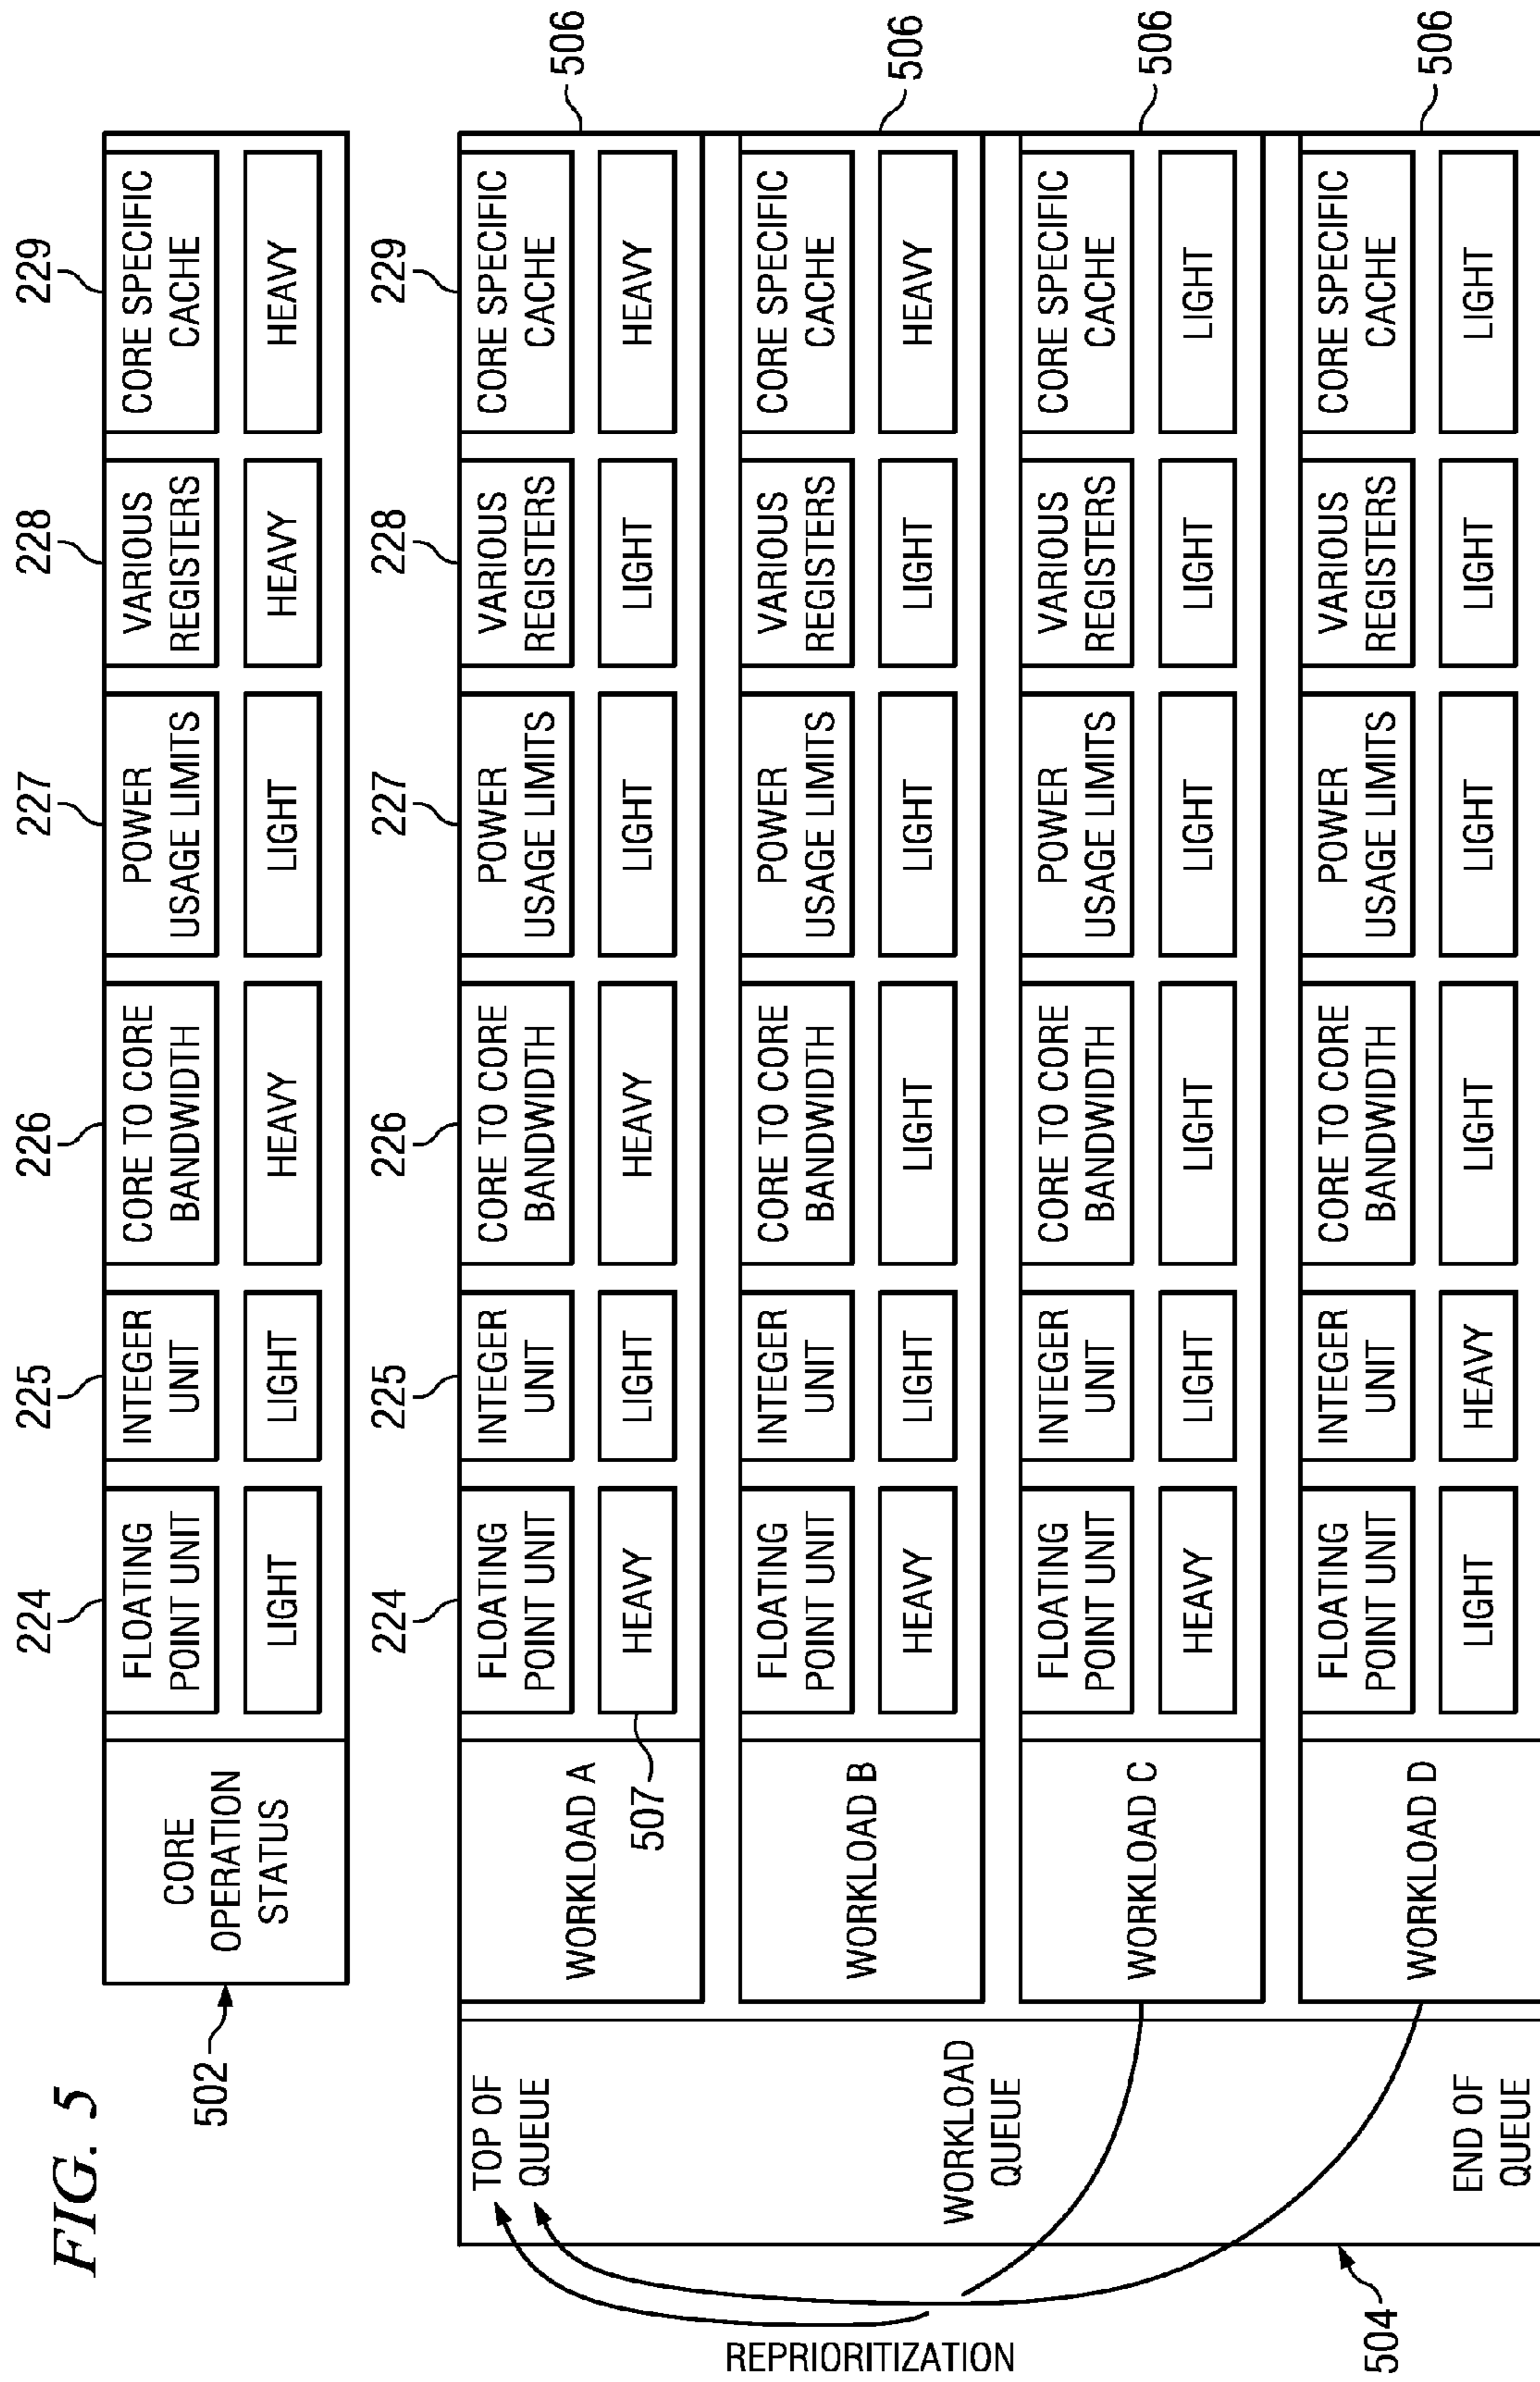 FIG. 5
224
225
226
227
228
229
502
CORE
OPERATION
STATUS
FLOATING
POINT UNIT
LIGHT
INTEGER
UNIT
LIGHT
CORE TO CORE
BANDWIDTH
HEAVY
POWER
USAGE LIMITS
LIGHT
VARIOUS
REGISTERS
HEAVY
CORE SPECIFIC
CACHE
HEAVY
224
225
226
227
228
229
TOP OF
QUEUE
WORKLOAD
QUEUE
END OF
QUEUE
REPRIORITIZATION
504
WORKLOAD A
507
FLOATING
POINT UNIT
HEAVY
INTEGER
UNIT
LIGHT
CORE TO CORE
BANDWIDTH
HEAVY
POWER
USAGE LIMITS
LIGHT
VARIOUS
REGISTERS
LIGHT
CORE SPECIFIC
CACHE
HEAVY
506
WORKLOAD B
FLOATING
POINT UNIT
HEAVY
INTEGER
UNIT
LIGHT
CORE TO CORE
BANDWIDTH
LIGHT
POWER
USAGE LIMITS
LIGHT
VARIOUS
REGISTERS
LIGHT
CORE SPECIFIC
CACHE
HEAVY
506
WORKLOAD C
FLOATING
POINT UNIT
HEAVY
INTEGER
UNIT
LIGHT
CORE TO CORE
BANDWIDTH
LIGHT
POWER
USAGE LIMITS
LIGHT
VARIOUS
REGISTERS
LIGHT
CORE SPECIFIC
CACHE
LIGHT
506
WORKLOAD D
FLOATING
POINT UNIT
LIGHT
INTEGER
UNIT
HEAVY
CORE TO CORE
BANDWIDTH
LIGHT
POWER
USAGE LIMITS
LIGHT
VARIOUS
REGISTERS
LIGHT
CORE SPECIFIC
CACHE
LIGHT
506